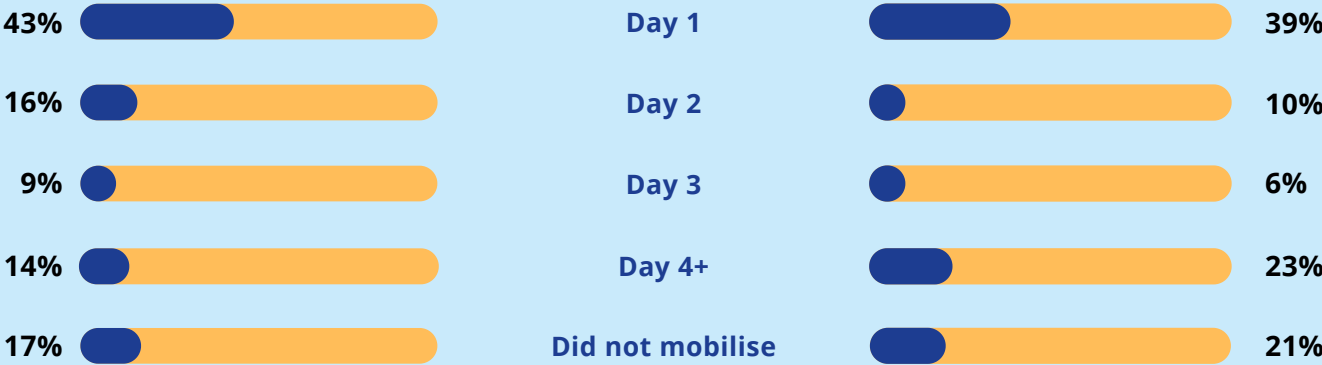 43% Day 1 39%
16% Day 2 10%
9% Day 3 6%
14% Day 4+ 23%
17% Did not mobilise 21%